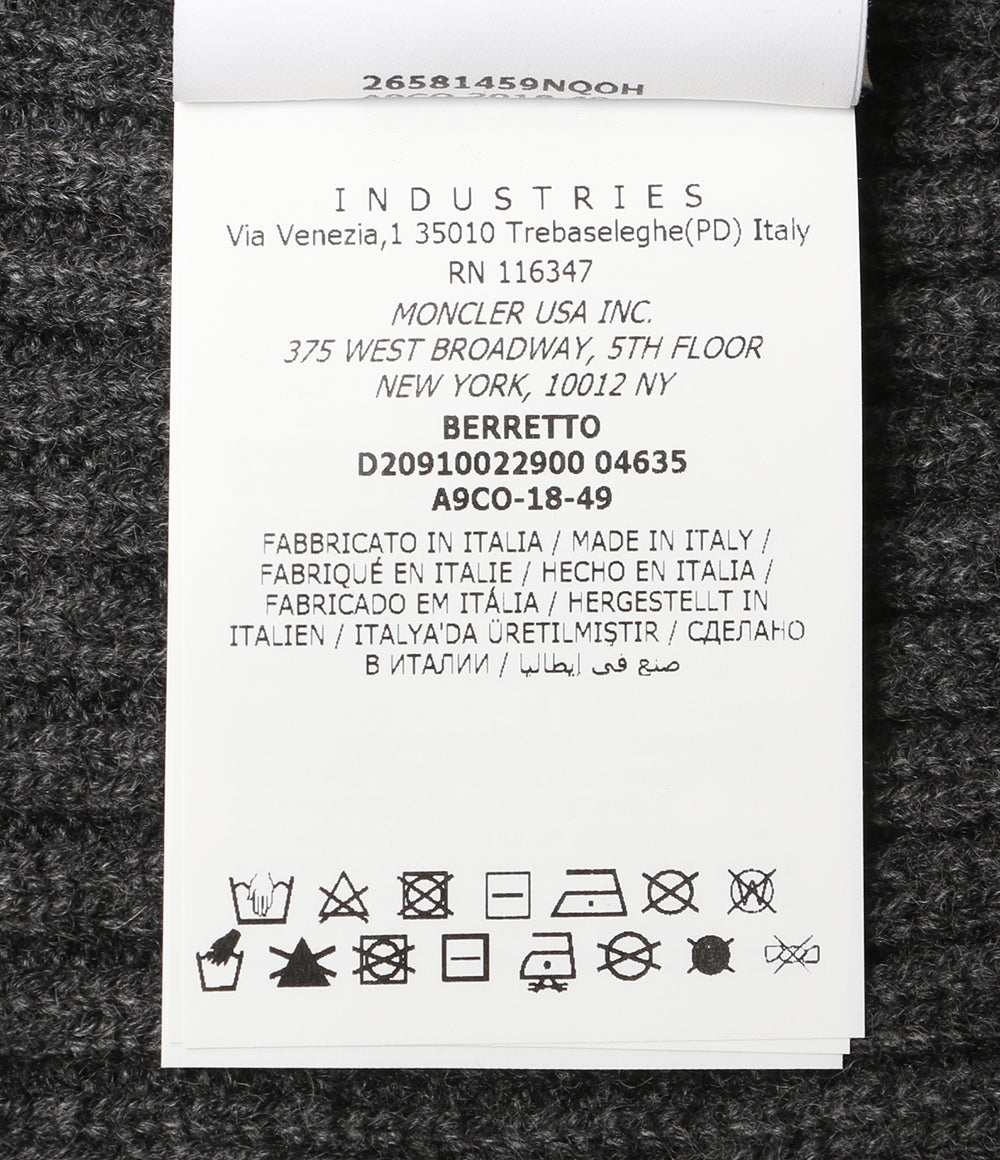 26581459NQOH
INDUSTRIES
Via Venezia,1 35010 Trebaseleghe(PD) Italy
RN 116347
MONCLER USA INC.
375 WEST BROADWAY, 5TH FLOOR
NEW YORK, 10012 NY
BERRETTO
D20910022900 04635
A9CO-18-49
FABBRICATO IN ITALIA / MADE IN ITALY /
FABRIQUÉ EN ITALIE / HECHO EN ITALIA /
FABRICADO EM ITÁLIA / HERGESTELLT IN
ITALIEN / ITALYA'DA ÜRETILMIŞTIR / СДЕЛАНО
В ИТАЛИИ / صنع في إيطاليا
W